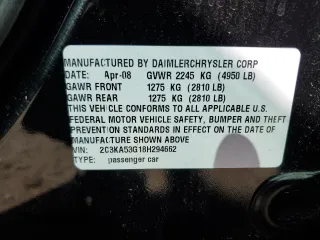 MANUFACTURED BY DAIMLERCHRYSLER CORP
DATE: Apr-08 GVWR 2245 KG (4950 LB)
GAWR FRONT 1275 KG (2810 LB)
GAWR REAR 1275 KG (2810 LB)
THIS VEHICLE CONFORMS TO ALL APPLICABLE U.S.
FEDERAL MOTOR VEHICLE SAFETY, BUMPER AND THEFT
PREVENTION STANDARDS IN EFFECT ON THE DATE OF
MANUFACTURE SHOWN ABOVE
VIN: 2C3KA53G18H294662
TYPE: passenger car